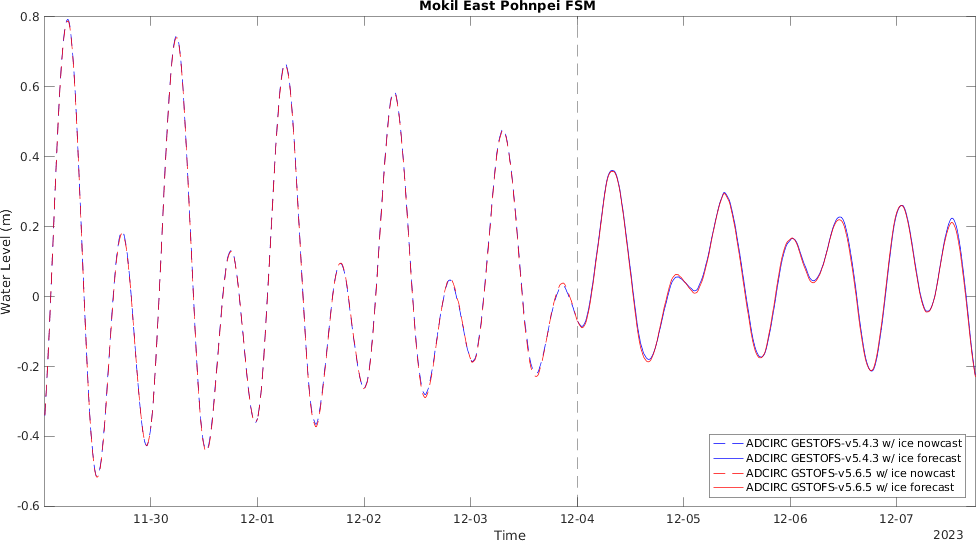 Mokil East Pohnpei FSM
0.8
0.6
0.4
0.2
0
-0.2
-0.4
-0.6
Water Level (m)
11-30
12-01
12-02
12-03
12-04
12-05
12-06
12-07
Time
2023
ADCIRC GESTOFS-v5.4.3 w/ ice nowcast
ADCIRC GESTOFS-v5.4.3 w/ ice forecast
ADCIRC GSTOFS-v5.6.5 w/ ice nowcast
ADCIRC GSTOFS-v5.6.5 w/ ice forecast